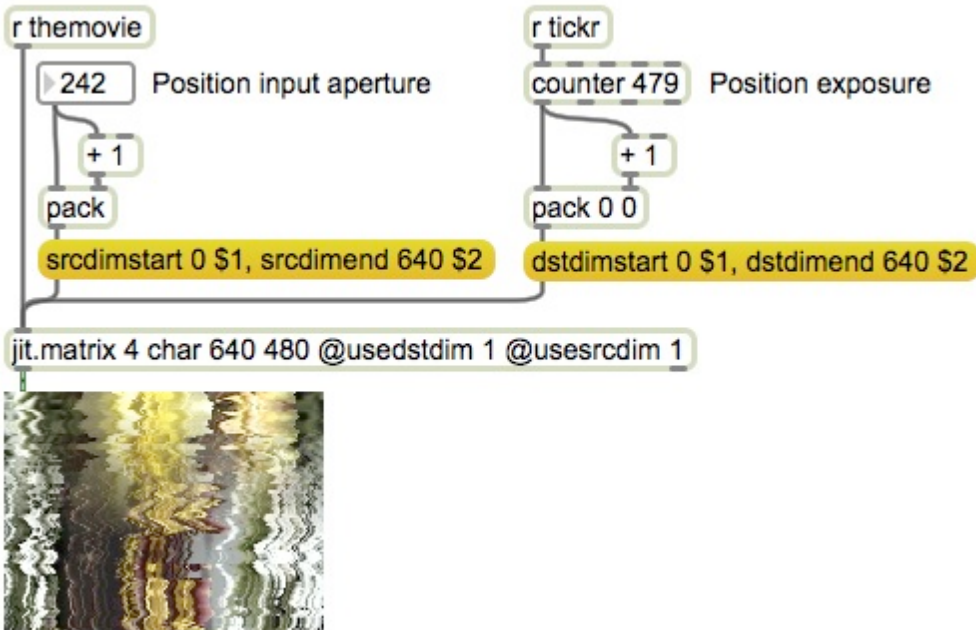 r themovie
r tickr
242
Position input aperture
counter 479
Position exposure
+ 1
+ 1
pack
pack 0 0
srcdimstart 0 $1, srcdimend 640 $2
dstdimstart 0 $1, dstdimend 640 $2
jit.matrix 4 char 640 480 @usedstdim 1 @usesrcdim 1